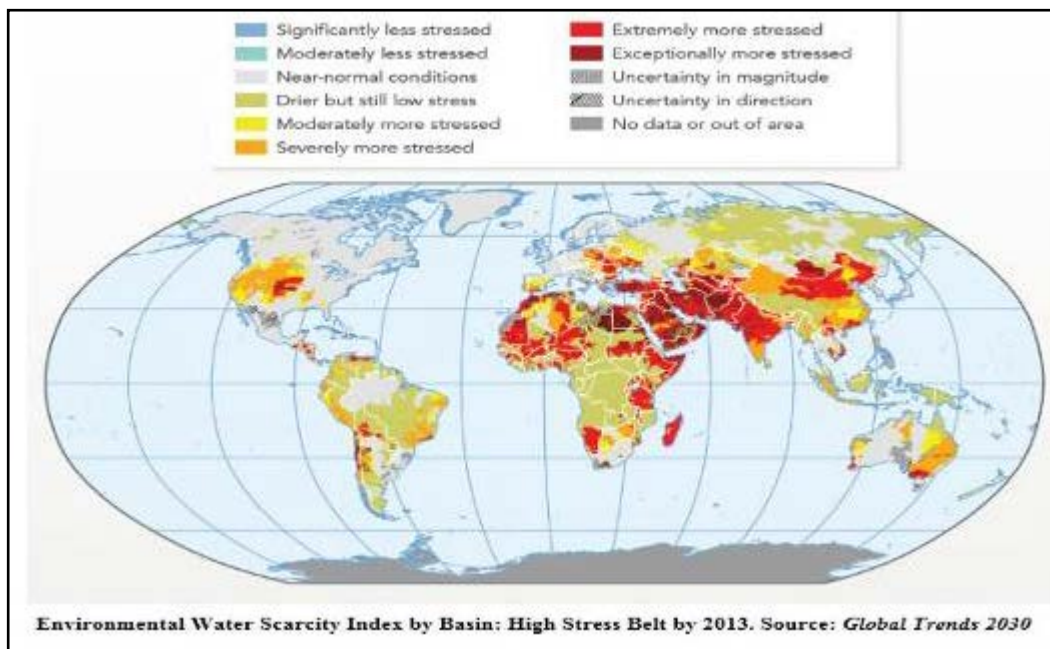 Significantly less stressed
Moderately less stressed
Near-normal conditions
Drier but still low stress
Moderately more stressed
Severely more stressed
Extremely more stressed
Exceptionally more stressed
Uncertainty in magnitude
Uncertainty in direction
No data or out of area
Environmental Water Scarcity Index by Basin: High Stress Belt by 2013. Source: Global Trends 2030